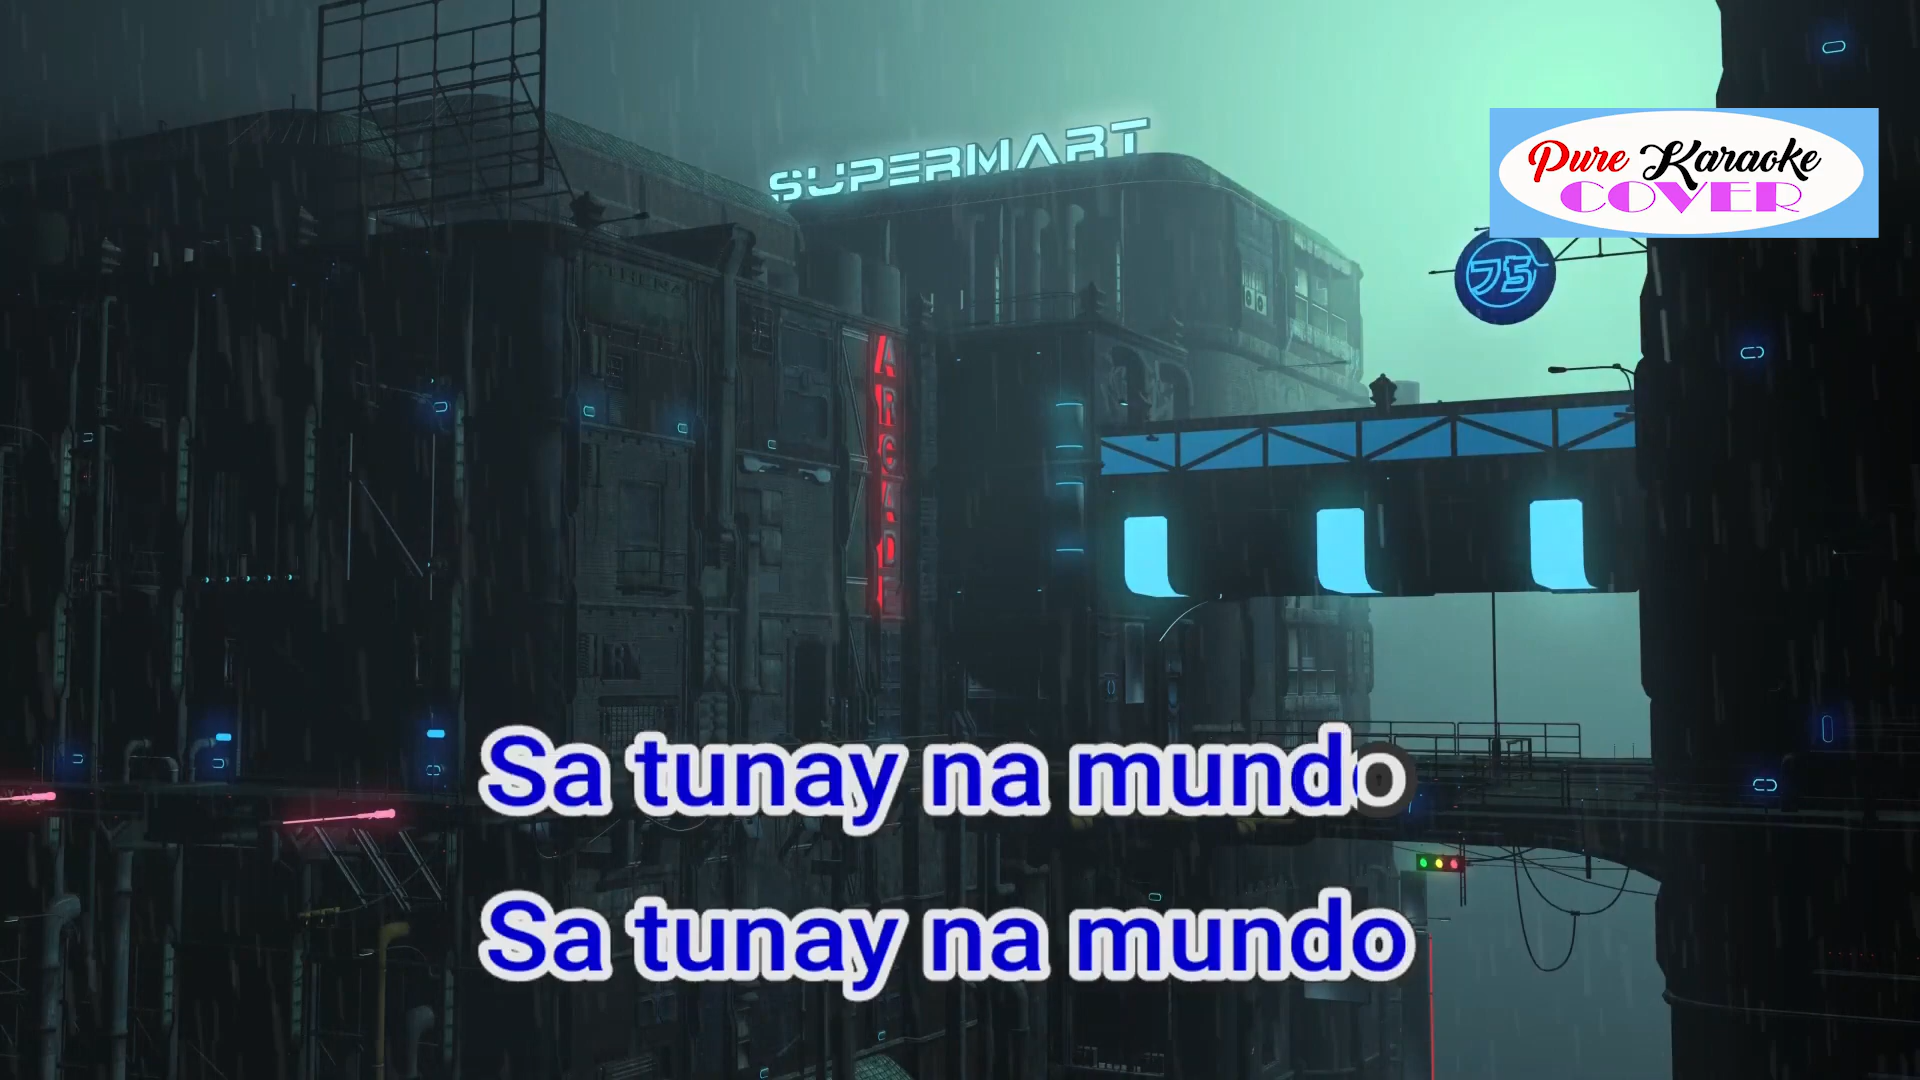 SUPERMART
Pure Karaoke
COVER
75
ARCADE
Sa tunay na mundo
Sa tunay na mundo